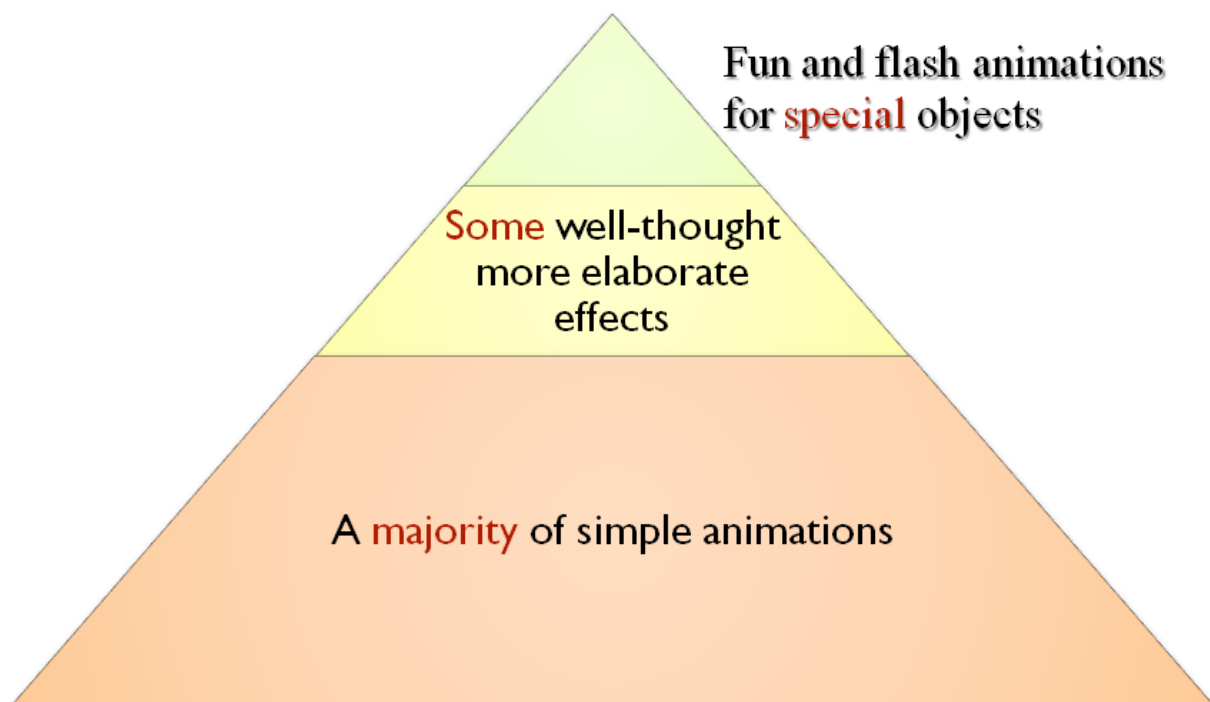 Fun and flash animations
for special objects
Some well-thought
more elaborate
effects
A majority of simple animations